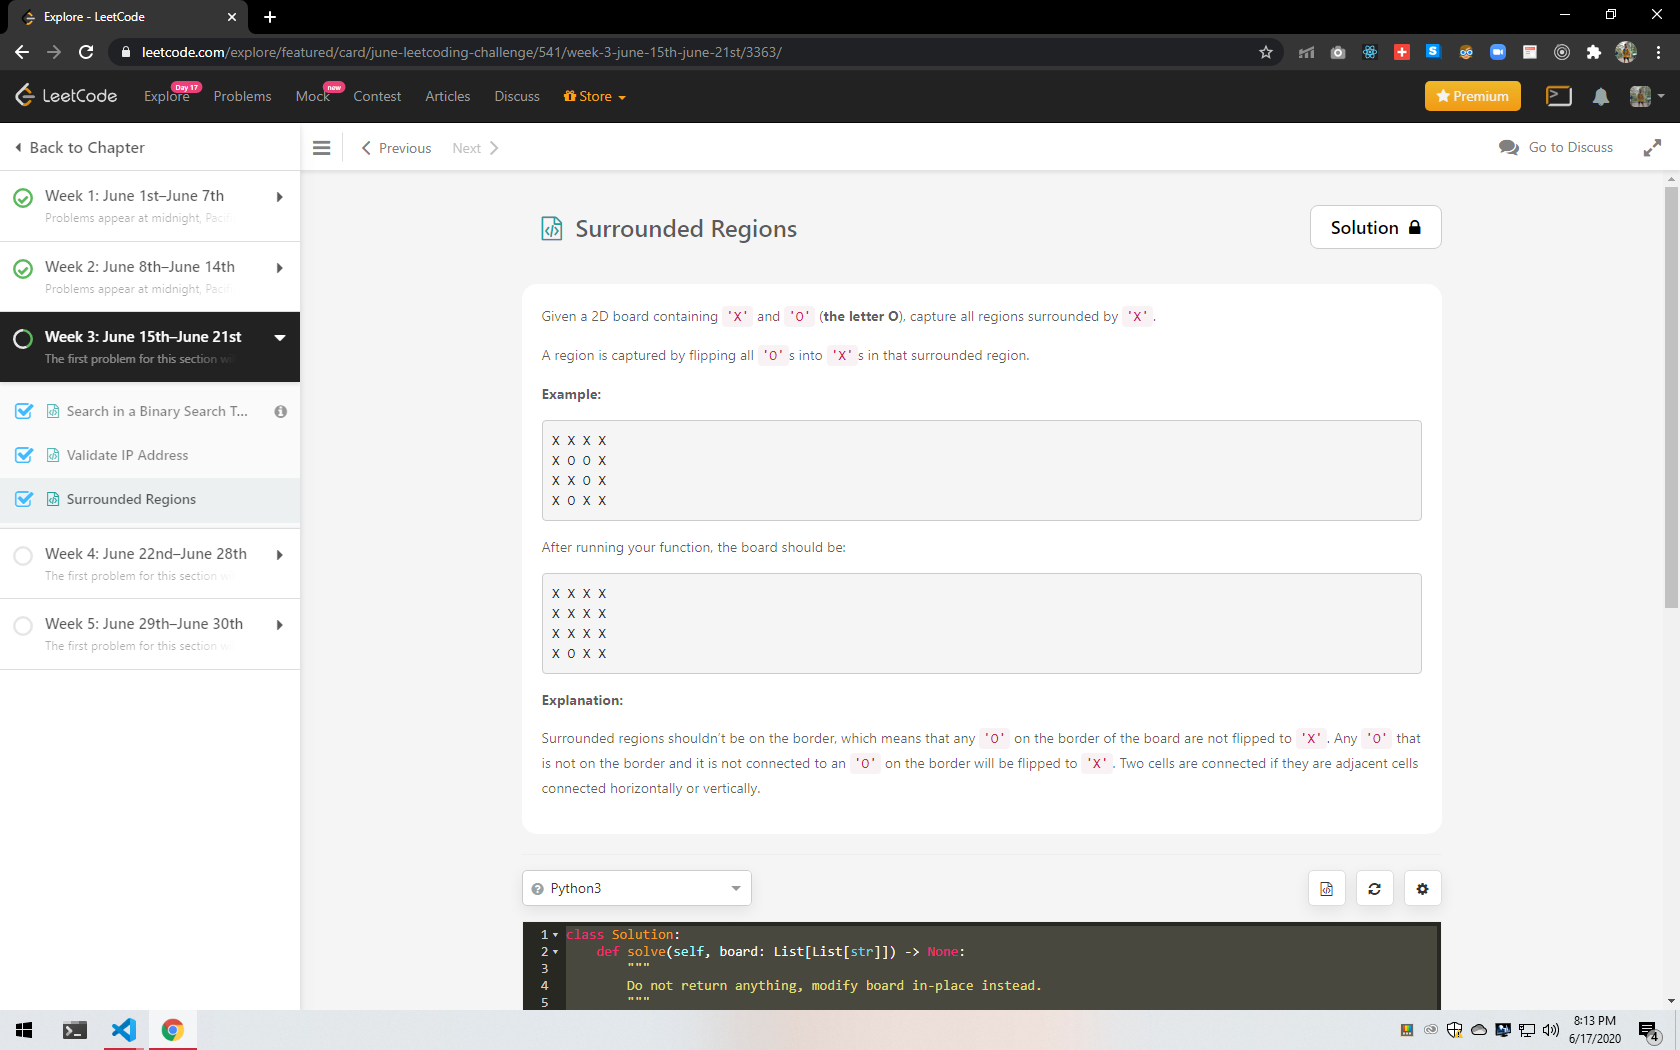 Explore - LeetCode
leetcode.com/explore/featured/card/june-leetcoding-challenge/541/week-3-june-15th-june-21st/3363/
LeetCode
Explore
Day 17
Problems
Mock
new
Contest
Articles
Discuss
Store
Premium
Back to Chapter
Previous
Next
Go to Discuss
Week 1: June 1st–June 7th
Problems appear at midnight, Pacifi
Week 2: June 8th–June 14th
Problems appear at midnight, Pacifi
Week 3: June 15th–June 21st
The first problem for this section wi
Search in a Binary Search T...
Validate IP Address
Surrounded Regions
Week 4: June 22nd–June 28th
The first problem for this section wi
Week 5: June 29th–June 30th
The first problem for this section wi
Surrounded Regions
Solution
Given a 2D board containing 'X' and 'O' (the letter O), capture all regions surrounded by 'X'.
A region is captured by flipping all 'O's into 'X's in that surrounded region.
Example:
X X X X
X O O X
X X O X
X O X X
After running your function, the board should be:
X X X X
X X X X
X X X X
X O X X
Explanation:
Surrounded regions shouldn't be on the border, which means that any 'O' on the border of the board are not flipped to 'X'. Any 'O' that
is not on the border and it is not connected to an 'O' on the border will be flipped to 'X'. Two cells are connected if they are adjacent cells
connected horizontally or vertically.
Python3
1 class Solution:
2 def solve(self, board: List[List[str]]) -> None:
3 """
4 Do not return anything, modify board in-place instead.
5 """
8:13 PM
6/17/2020
4